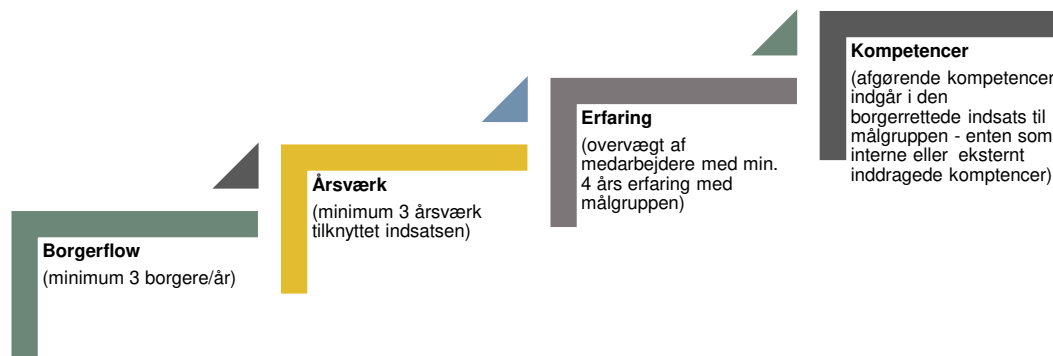 Borgerflow
(minimum 3 borgere/år)
Årsværk
(minimum 3 årsværk
tilknyttet indsatsen)
Erfaring
(overvægt af
medarbejdere med min.
4 års erfaring med
målgruppen)
Kompetencer
(afgørende kompetencer
indgår i den
borgerrettede indsats til
målgruppen - enten som
interne eller eksternt
inddragede komptencer)